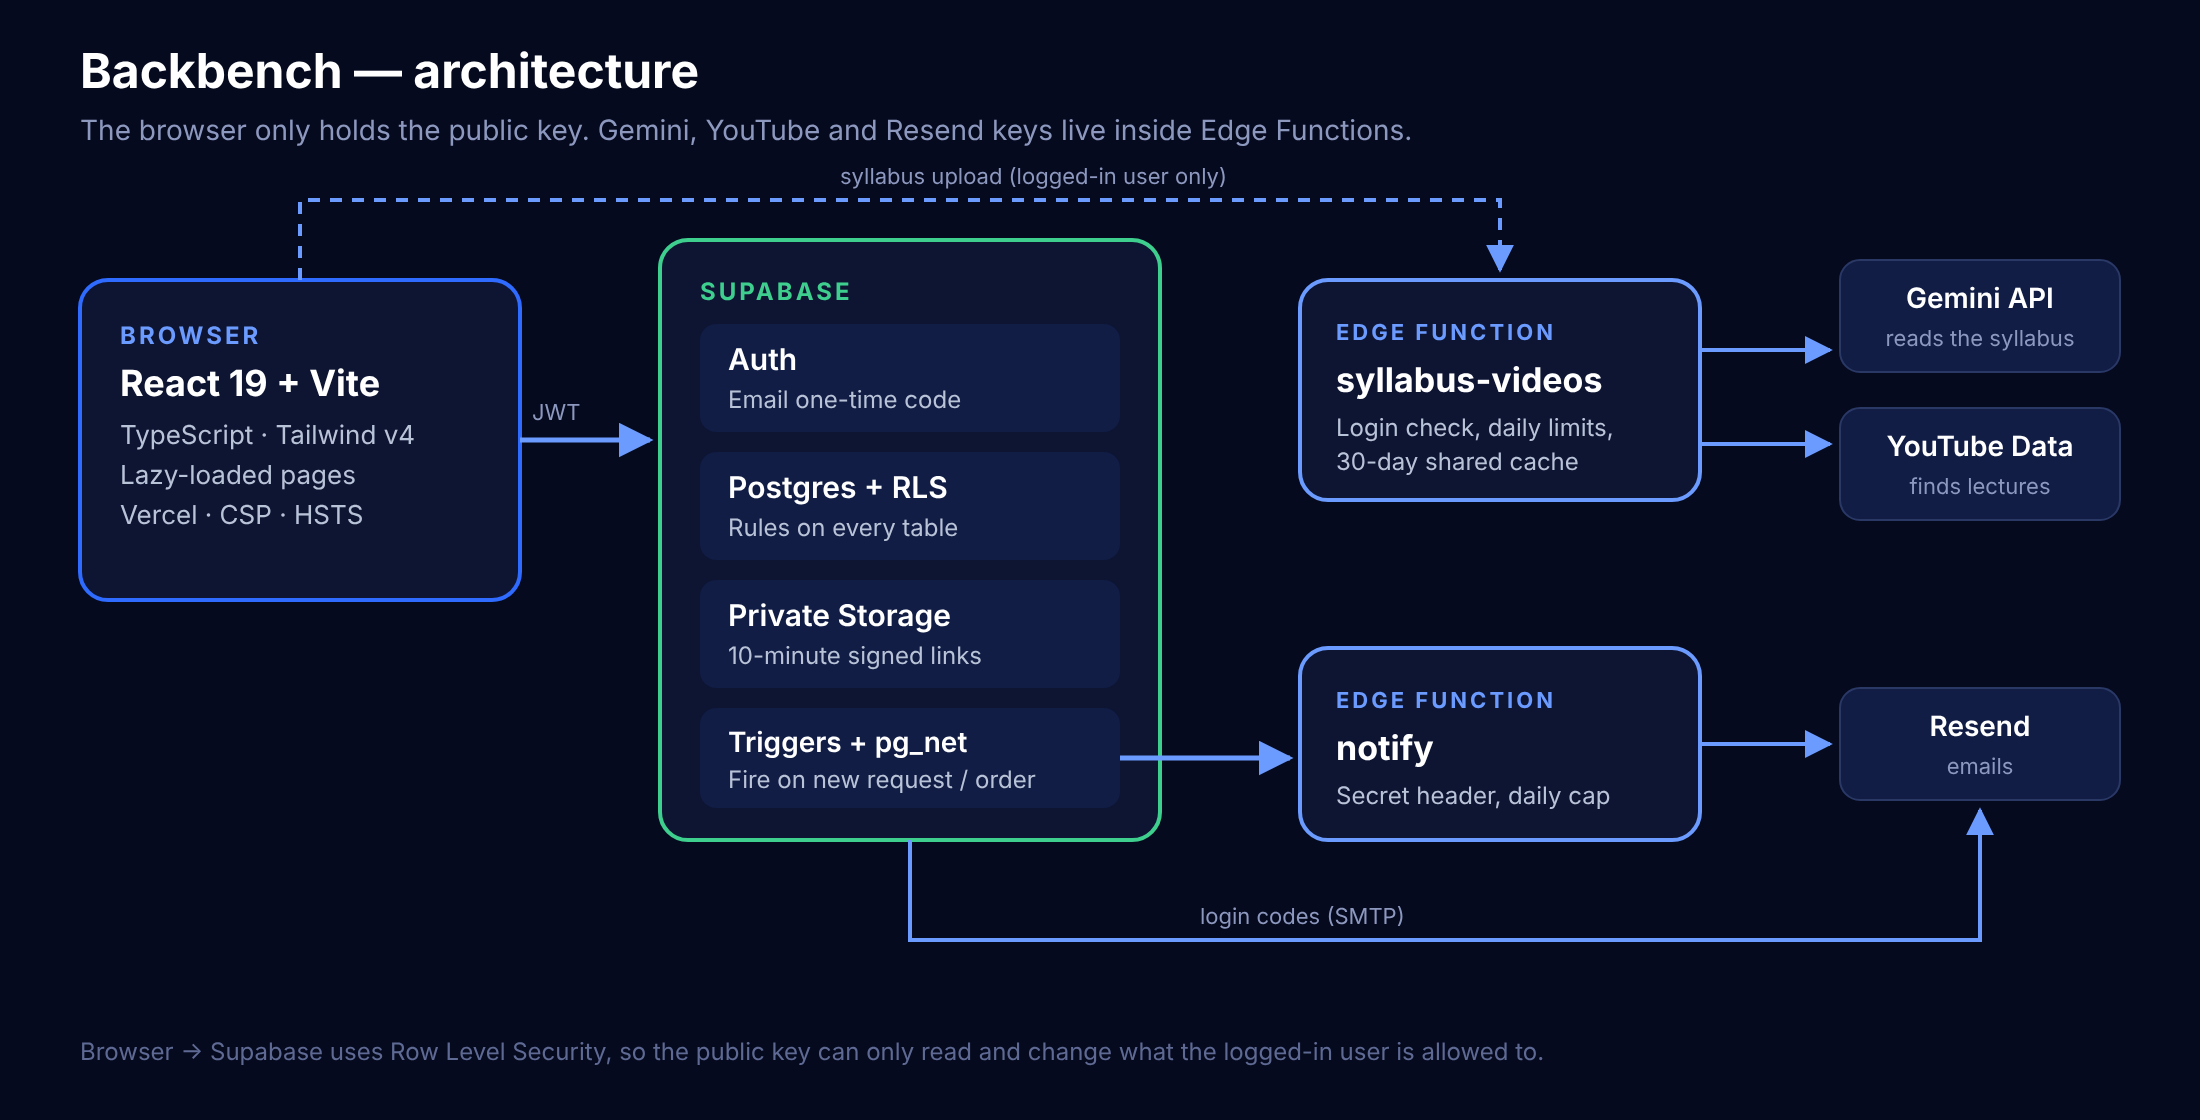 Backbench — architecture
The browser only holds the public key. Gemini, YouTube and Resend keys live inside Edge Functions.
syllabus upload (logged-in user only)
BROWSER
React 19 + Vite
TypeScript · Tailwind v4
Lazy-loaded pages
Vercel · CSP · HSTS
JWT
SUPABASE
Auth
Email one-time code
Postgres + RLS
Rules on every table
Private Storage
10-minute signed links
Triggers + pg_net
Fire on new request / order
EDGE FUNCTION
syllabus-videos
Login check, daily limits,
30-day shared cache
Gemini API
reads the syllabus
YouTube Data
finds lectures
EDGE FUNCTION
notify
Secret header, daily cap
Resend
emails
login codes (SMTP)
Browser → Supabase uses Row Level Security, so the public key can only read and change what the logged-in user is allowed to.